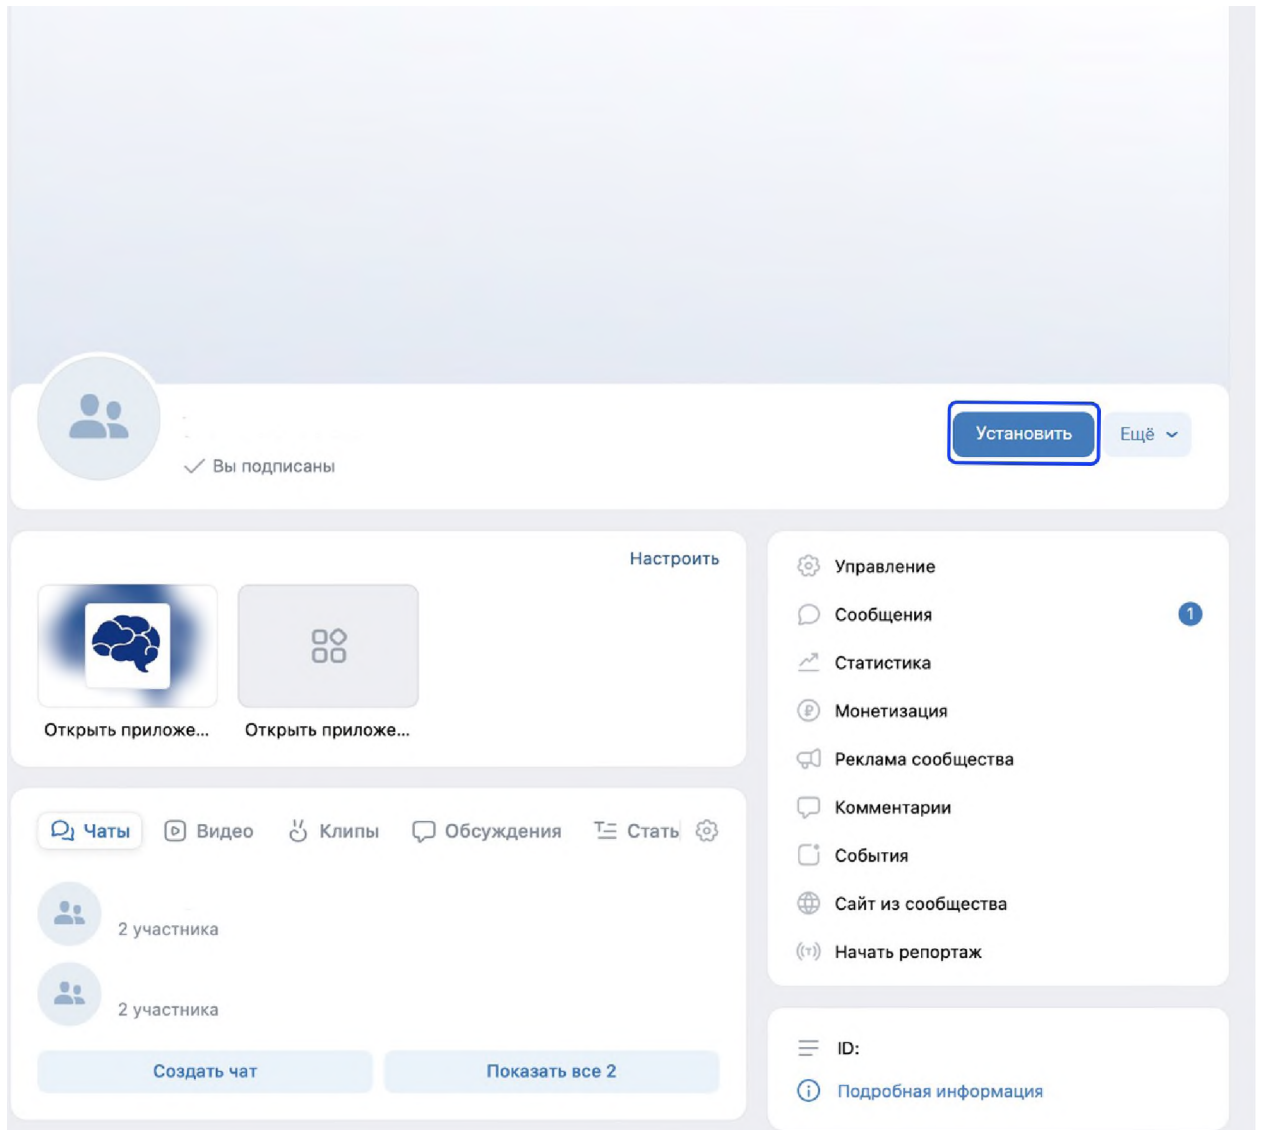 Установить
Ещё
Вы подписаны
Настроить
Открыть приложе...
Открыть приложе...
Чаты
Видео
Клипы
Обсуждения
Стать
2 участника
2 участника
Создать чат
Показать все 2
Управление
Сообщения
1
Статистика
Монетизация
Реклама сообщества
Комментарии
События
Сайт из сообщества
Начать репортаж
ID:
Подробная информация